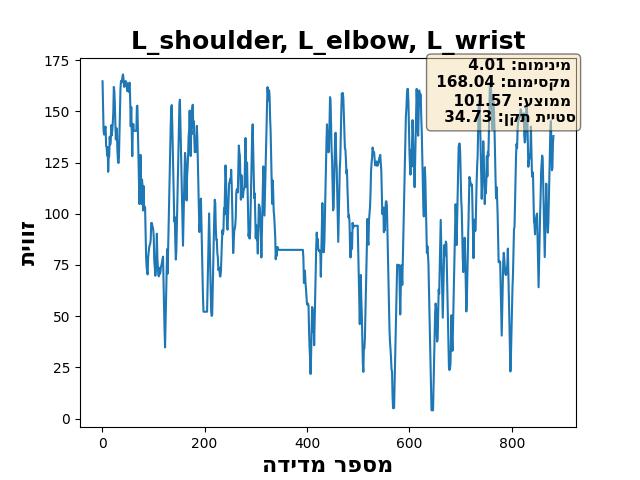 L_shoulder, L_elbow, L_wrist
מינימום: 4.01
מקסימום: 168.04
ממוצע: 101.57
סטיית תקן: 34.73
זווית
175
150
125
100
75
50
25
0
0 200 400 600 800
מספר מדידה